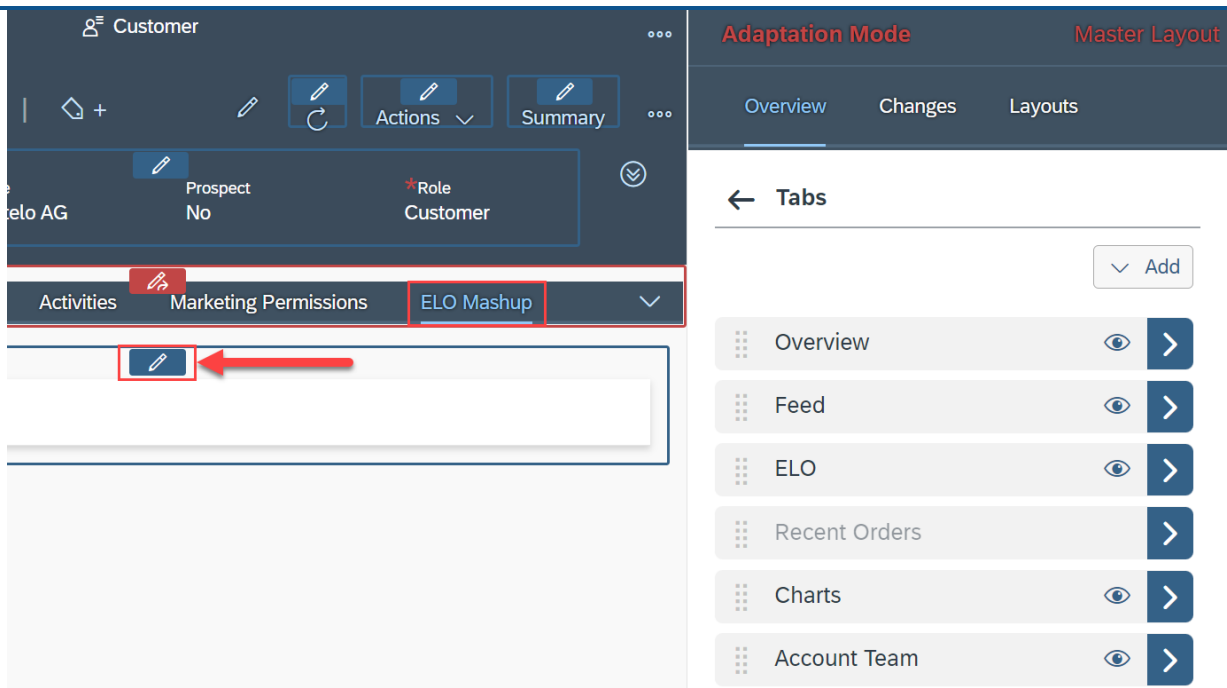 Customer
Adaptation Mode
Master Layout
Actions
Summary
Overview
Changes
Layouts
Prospect
*Role
telo AG
No
Customer
Tabs
Add
Activities
Marketing Permissions
ELO Mashup
Overview
Feed
ELO
Recent Orders
Charts
Account Team